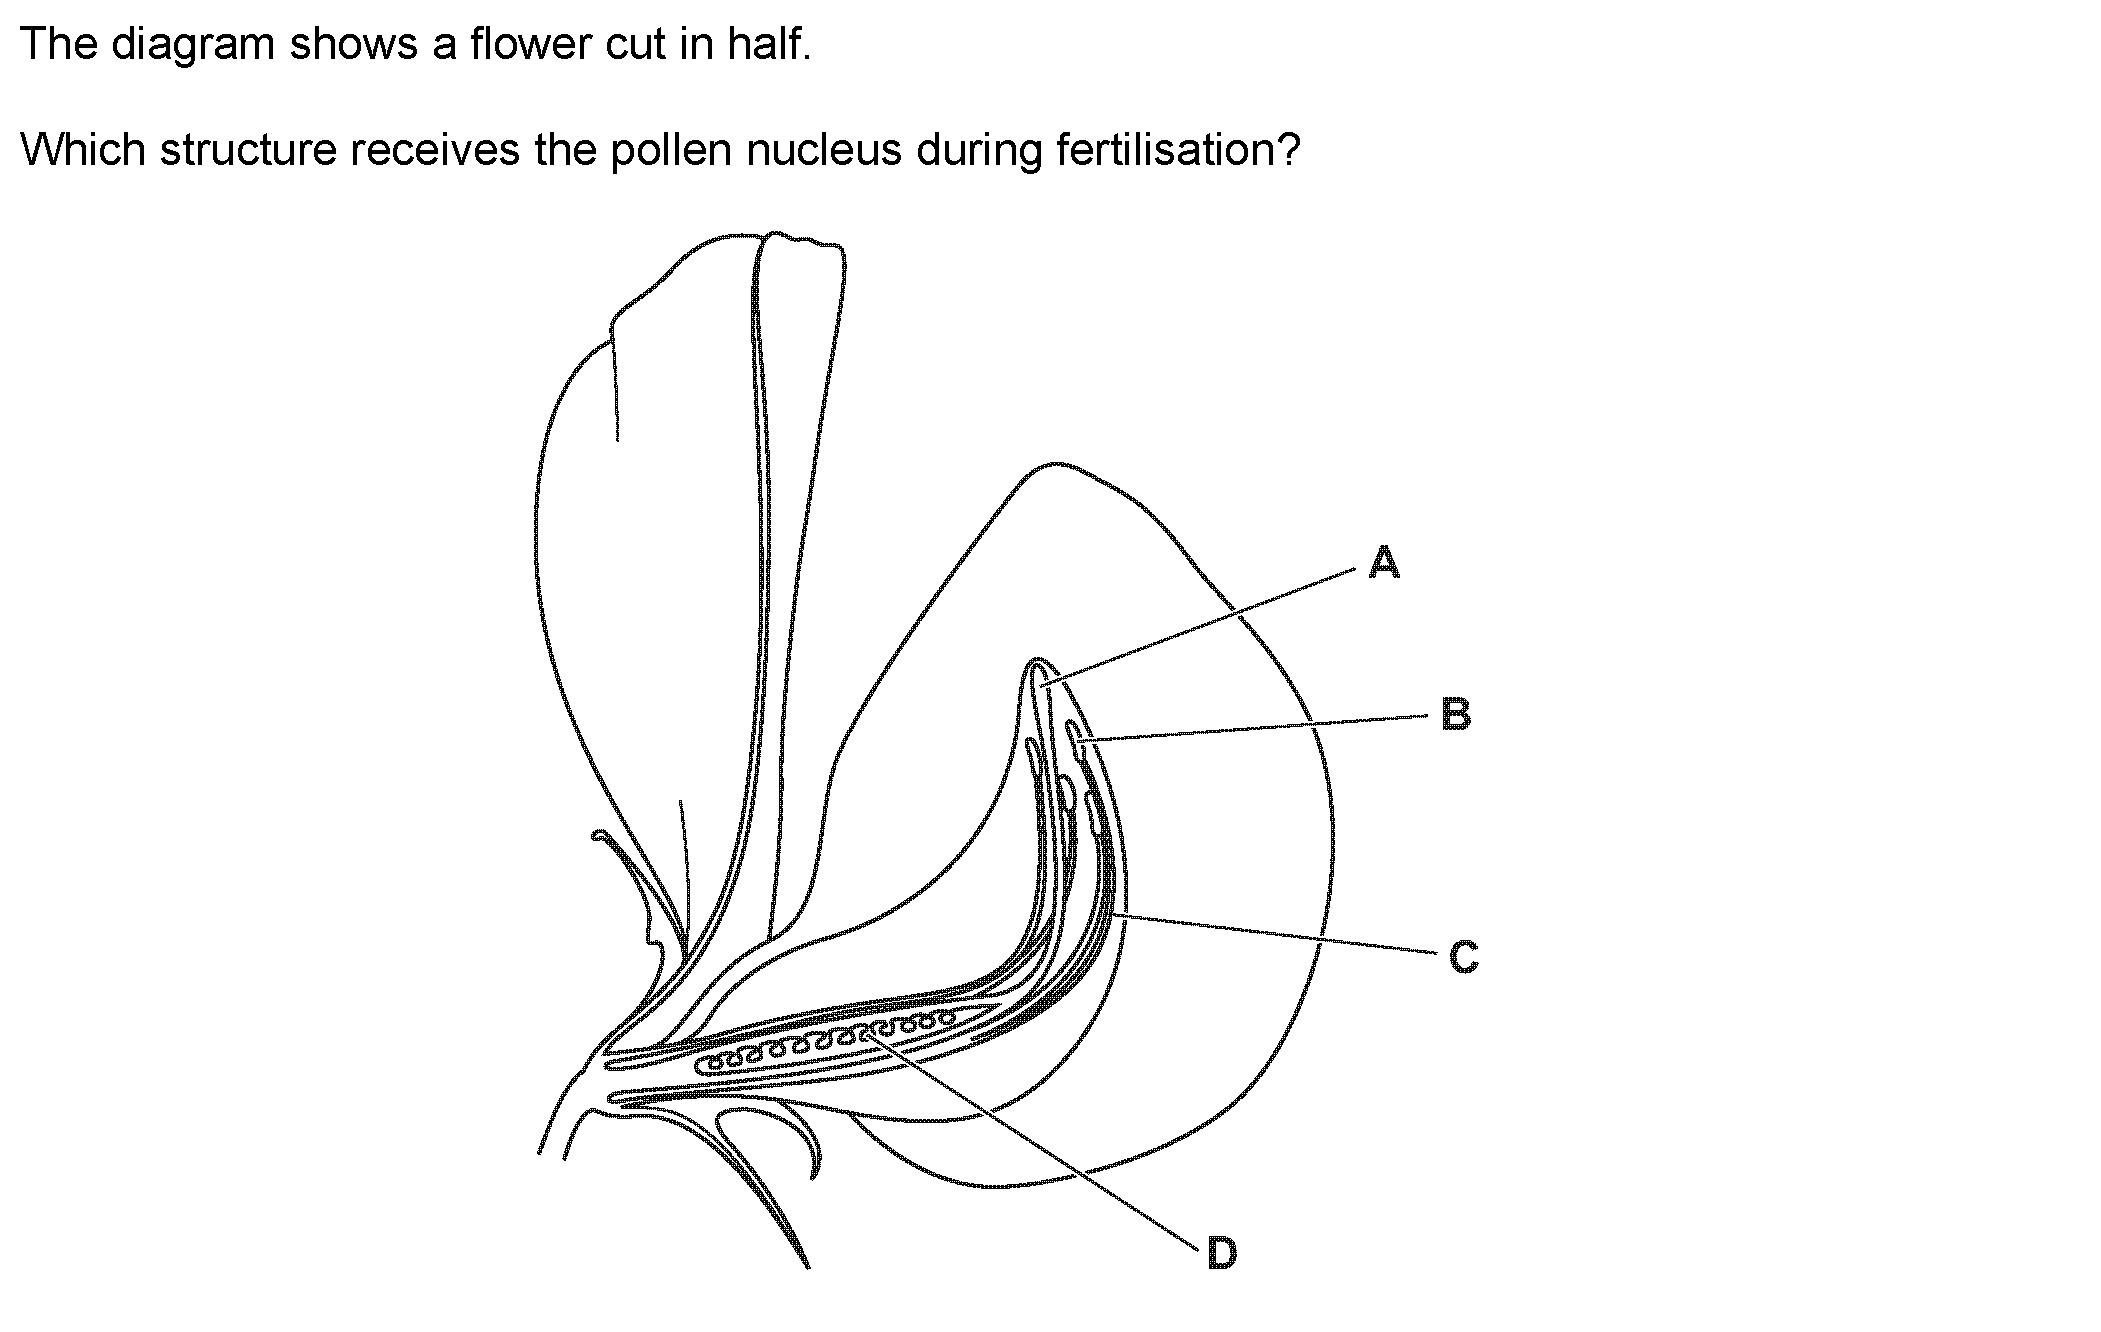 The diagram shows a flower cut in half.
Which structure receives the pollen nucleus during fertilisation?
A
B
C
D